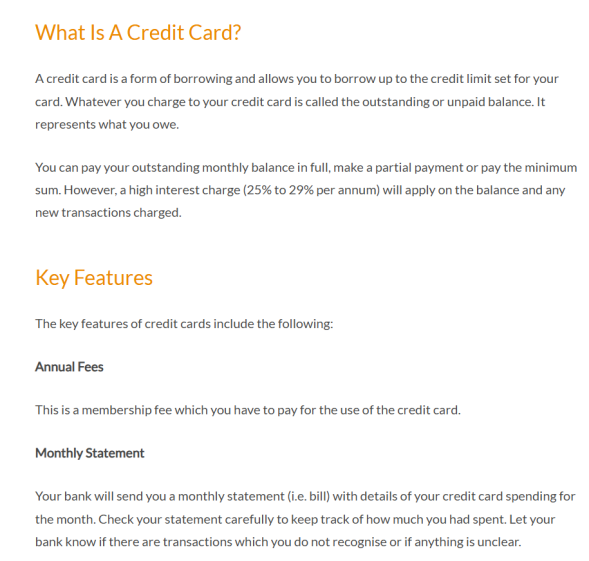 What Is A Credit Card?
A credit card is a form of borrowing and allows you to borrow up to the credit limit set for your
card. Whatever you charge to your credit card is called the outstanding or unpaid balance. It
represents what you owe.
You can pay your outstanding monthly balance in full, make a partial payment or pay the minimum
sum. However, a high interest charge (25% to 29% per annum) will apply on the balance and any
new transactions charged.
Key Features
The key features of credit cards include the following:
Annual Fees
This is a membership fee which you have to pay for the use of the credit card.
Monthly Statement
Your bank will send you a monthly statement (i.e. bill) with details of your credit card spending for
the month. Check your statement carefully to keep track of how much you had spent. Let your
bank know if there are transactions which you do not recognise or if anything is unclear.